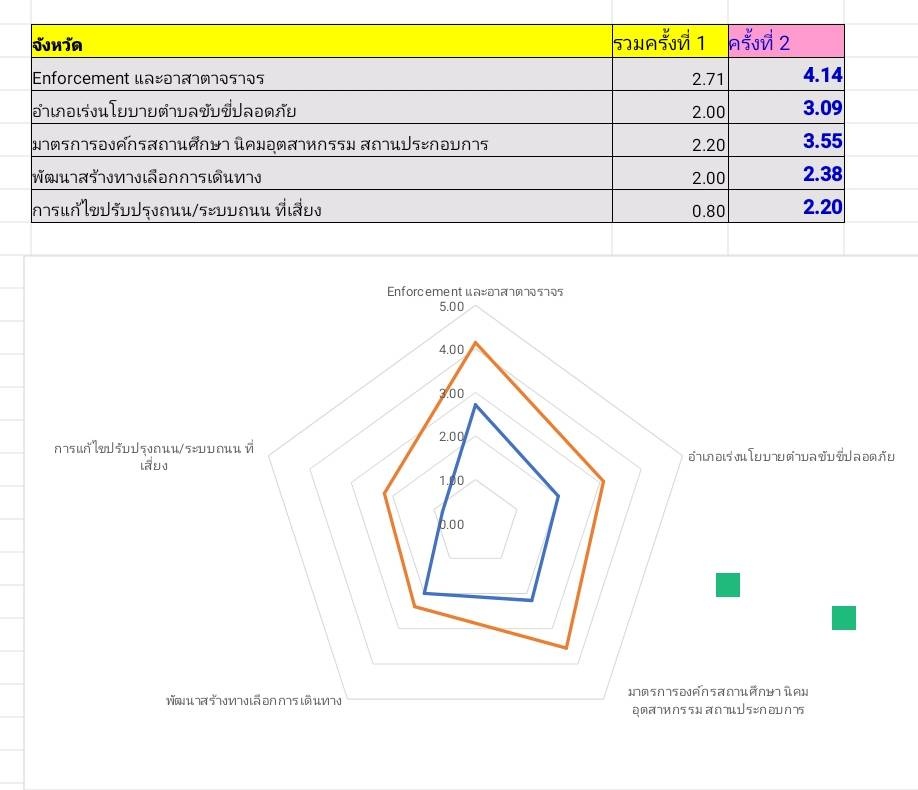 จังหวัด รวมครั้งที่ 1 ครั้งที่ 2
Enforcement และอาสาตาจราจร 2.71 4.14
อำเภอเร่งนโยบายตำบลขับขี่ปลอดภัย 2.00 3.09
มาตรการองค์กรสถานศึกษา นิคมอุตสาหกรรม สถานประกอบการ 2.20 3.55
พัฒนาสร้างทางเลือกการเดินทาง 2.00 2.38
การแก้ไขปรับปรุงถนน/ระบบถนน ที่เสี่ยง 0.80 2.20
Enforcement และอาสาตาจราจร
5.00
4.00
3.00
2.00
1.00
0.00
การแก้ไขปรับปรุงถนน/ระบบถนน ที่
เสี่ยง
อำเภอเร่งนโยบายตำบลขับขี่ปลอดภัย
พัฒนาสร้างทางเลือกการเดินทาง
มาตรการองค์กรสถานศึกษา นิคม
อุตสาหกรรม สถานประกอบการ